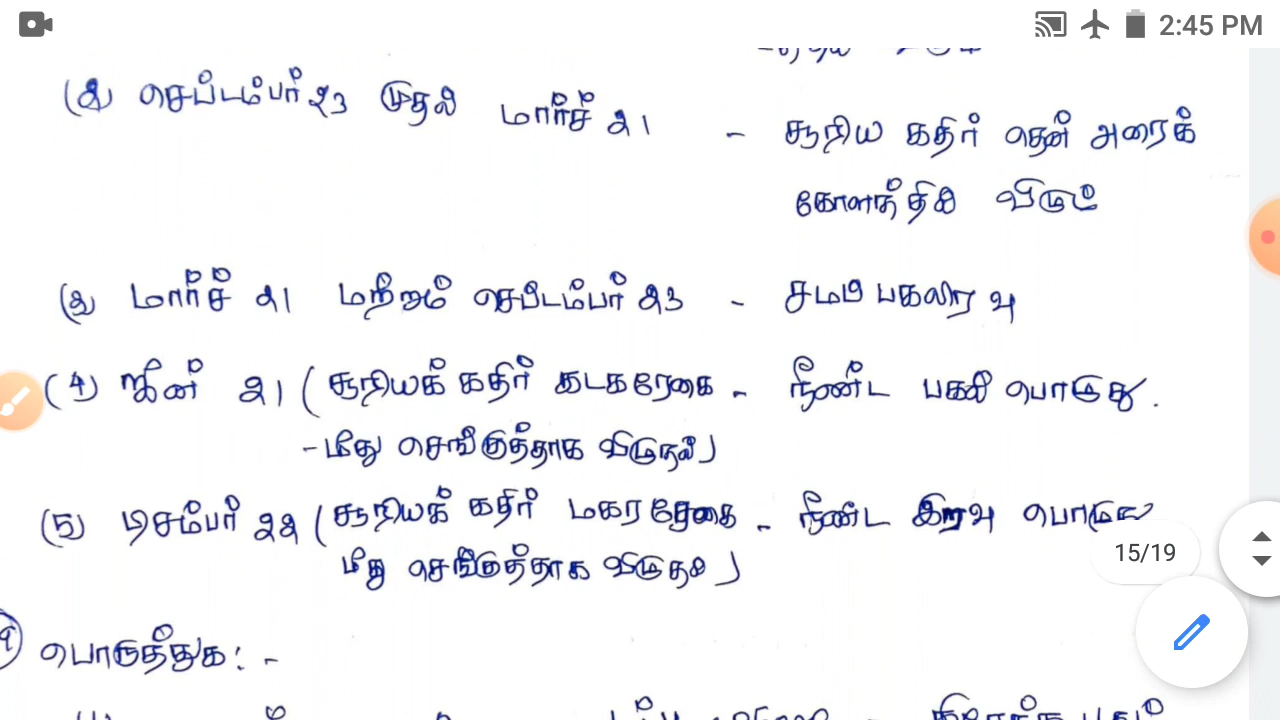 2:45 PM
(2) செப்டம்பர் 23 முதல் மார்ச் 21 - சூரிய கதிர் தென் அரைக்
கோளத்தில் விழும்
(3) மார்ச் 21 மற்றும் செப்டம்பர் 23 - சமப் பகலிரவு
(4) ஜீன் 21 (சூரியக் கதிர் கடகரேகை - நீண்ட பகல் பொழுது.
- மீது செங்குத்தாக விழுதல்)
(5) டிசம்பர் 22 (சூரியக் கதிர் மகரரேகை - நீண்ட இரவு
மீது செங்குத்தாக விழுதல்)
15/19
பொருத்துக: -